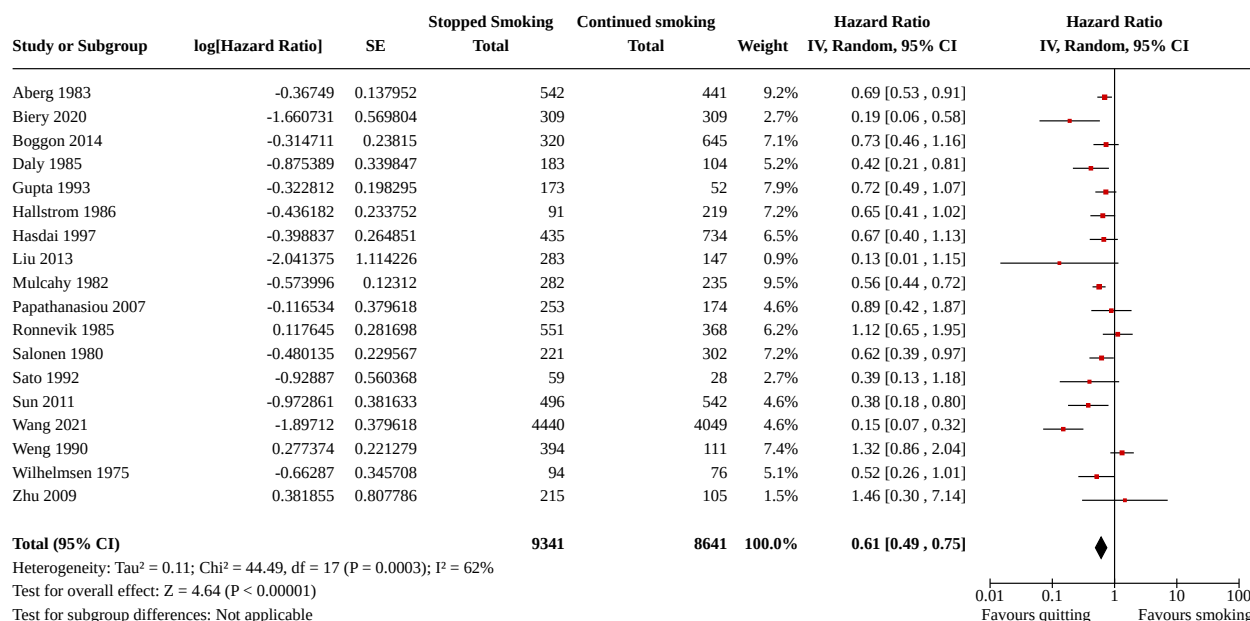 Stopped Smoking Continued smoking Hazard Ratio Hazard Ratio
Study or Subgroup log[Hazard Ratio] SE Total Total Weight IV, Random, 95% CI IV, Random, 95% CI
Aberg 1983 -0.36749 0.137952 542 441 9.2% 0.69 [0.53 , 0.91]
Biery 2020 -1.660731 0.569804 309 309 2.7% 0.19 [0.06 , 0.58]
Boggon 2014 -0.314711 0.23815 320 645 7.1% 0.73 [0.46 , 1.16]
Daly 1985 -0.875389 0.339847 183 104 5.2% 0.42 [0.21 , 0.81]
Gupta 1993 -0.322812 0.198295 173 52 7.9% 0.72 [0.49 , 1.07]
Hallstrom 1986 -0.436182 0.233752 91 219 7.2% 0.65 [0.41 , 1.02]
Hasdai 1997 -0.398837 0.264851 435 734 6.5% 0.67 [0.40 , 1.13]
Liu 2013 -2.041375 1.114226 283 147 0.9% 0.13 [0.01 , 1.15]
Mulcahy 1982 -0.573996 0.12312 282 235 9.5% 0.56 [0.44 , 0.72]
Papathanasiou 2007 -0.116534 0.379618 253 174 4.6% 0.89 [0.42 , 1.87]
Ronnevik 1985 0.117645 0.281698 551 368 6.2% 1.12 [0.65 , 1.95]
Salonen 1980 -0.480135 0.229567 221 302 7.2% 0.62 [0.39 , 0.97]
Sato 1992 -0.92887 0.560368 59 28 2.7% 0.39 [0.13 , 1.18]
Sun 2011 -0.972861 0.381633 496 542 4.6% 0.38 [0.18 , 0.80]
Wang 2021 -1.89712 0.379618 4440 4049 4.6% 0.15 [0.07 , 0.32]
Weng 1990 0.277374 0.221279 394 111 7.4% 1.32 [0.86 , 2.04]
Wilhelmsen 1975 -0.66287 0.345708 94 76 5.1% 0.52 [0.26 , 1.01]
Zhu 2009 0.381855 0.807786 215 105 1.5% 1.46 [0.30 , 7.14]
Total (95% CI) 9341 8641 100.0% 0.61 [0.49 , 0.75]
Heterogeneity: Tau² = 0.11; Chi² = 44.49, df = 17 (P = 0.0003); I² = 62%
Test for overall effect: Z = 4.64 (P < 0.00001)
Test for subgroup differences: Not applicable
0.01 0.1 1 10 100
Favours quitting Favours smoking